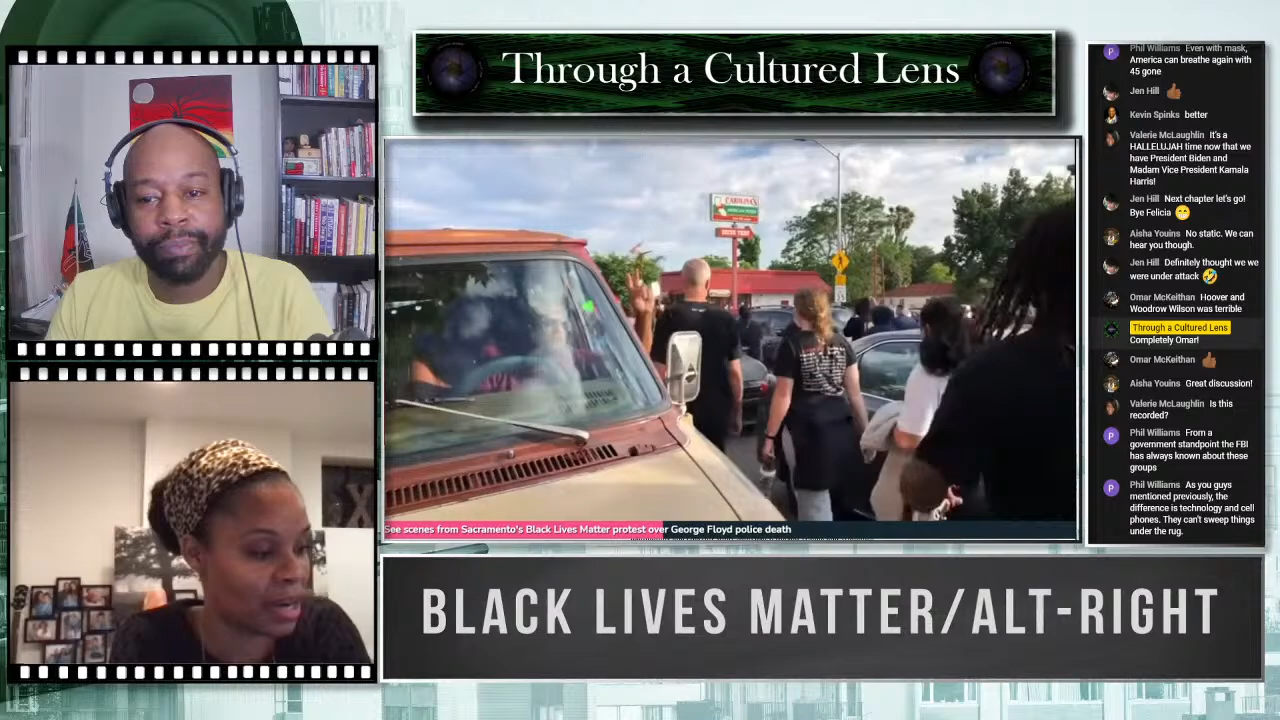 Through a Cultured Lens
CAROLINA'S
DRIVE THRU
See scenes from Sacramento's Black Lives Matter protest over George Floyd police death
BLACK LIVES MATTER/ALT-RIGHT
P
Phil Williams Even with mask,
America can breathe again with
45 gone
Jen Hill 👍🏾
Kevin Spinks better
Valerie McLaughlin It's a
HALLELUJAH time now that we
have President Biden and
Madam Vice President Kamala
Harris!
Jen Hill Next chapter let's go!
Bye Felicia 😁
Aisha Youins No static. We can
hear you though.
Jen Hill Definitely thought we we
were under attack 🤣
Omar McKeithan Hoover and
Woodrow Wilson was terrible
Through a Cultured Lens
Completely Omar!
Omar McKeithan 👍🏾
Aisha Youins Great discussion!
Valerie McLaughlin Is this
recorded?
P
Phil Williams From a
government standpoint the FBI
has always known about these
groups
P
Phil Williams As you guys
mentioned previously, the
difference is technology and cell
phones. They can't sweep things
under the rug.